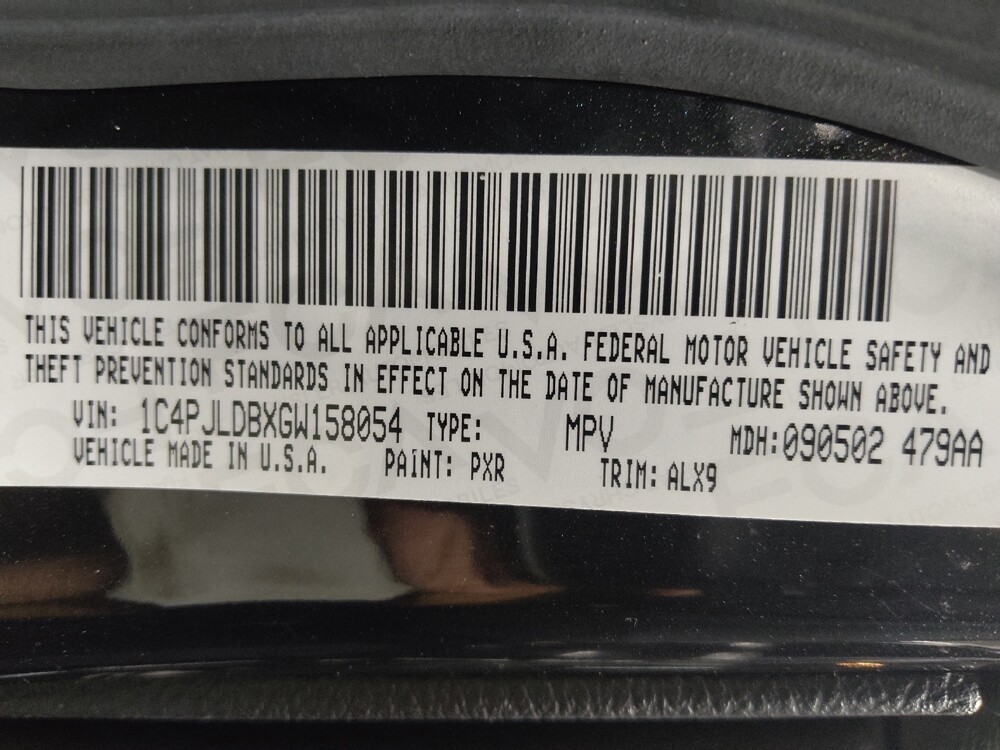 THIS VEHICLE CONFORMS TO ALL APPLICABLE U.S.A. FEDERAL MOTOR VEHICLE SAFETY AND
THEFT PREVENTION STANDARDS IN EFFECT ON THE DATE OF MANUFACTURE SHOWN ABOVE.
VIN: 1C4PJLDBXGW158054 TYPE: MPV MDH:090502 479AA
VEHICLE MADE IN U.S.A. PAINT: PXR TRIM: ALX9